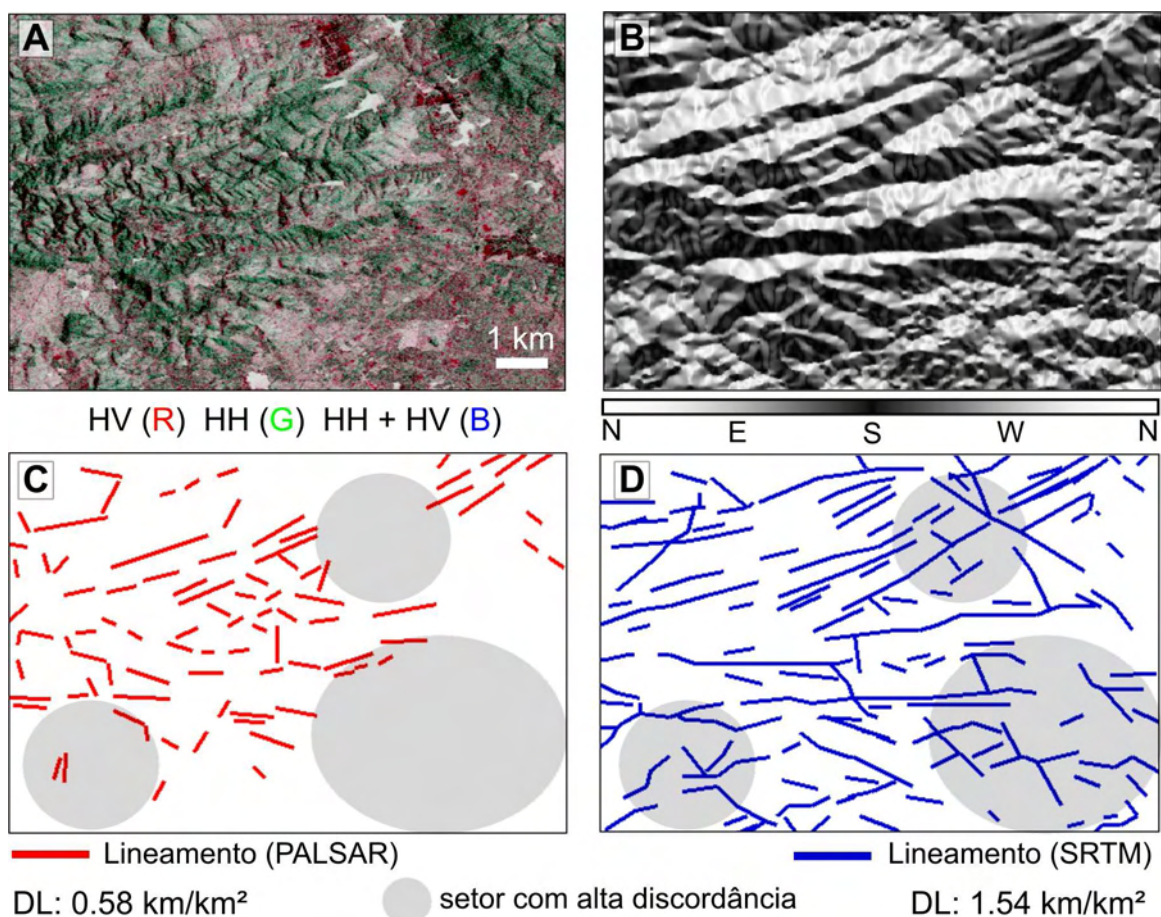 A
B
1 km
HV (R) HH (G) HH + HV (B)
N E S W N
C
D
Lineamento (PALSAR)
Lineamento (SRTM)
DL: 0.58 km/km²
setor com alta discordância
DL: 1.54 km/km²